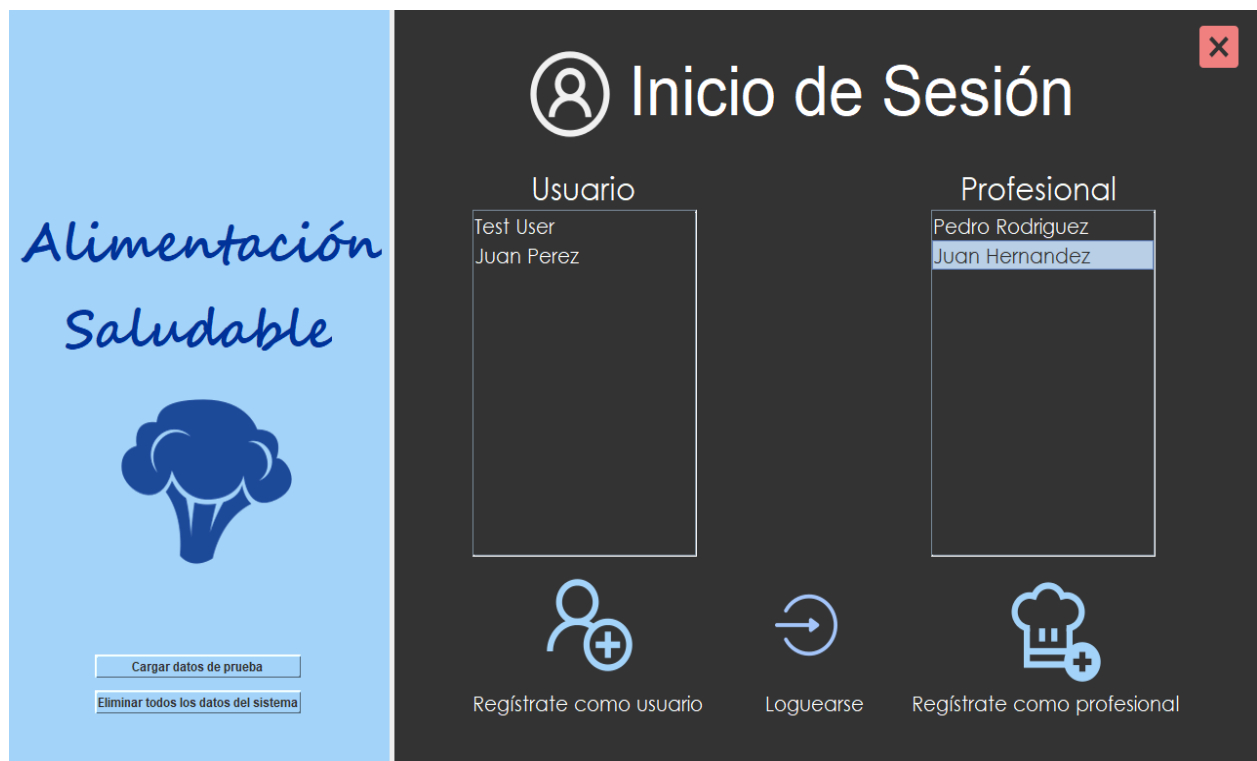 Alimentación
Saludable
Cargar datos de prueba
Eliminar todos los datos del sistema
Inicio de Sesión
Usuario
Test User
Juan Perez
Profesional
Pedro Rodriguez
Juan Hernandez
Regístrate como usuario
Loguearse
Regístrate como profesional